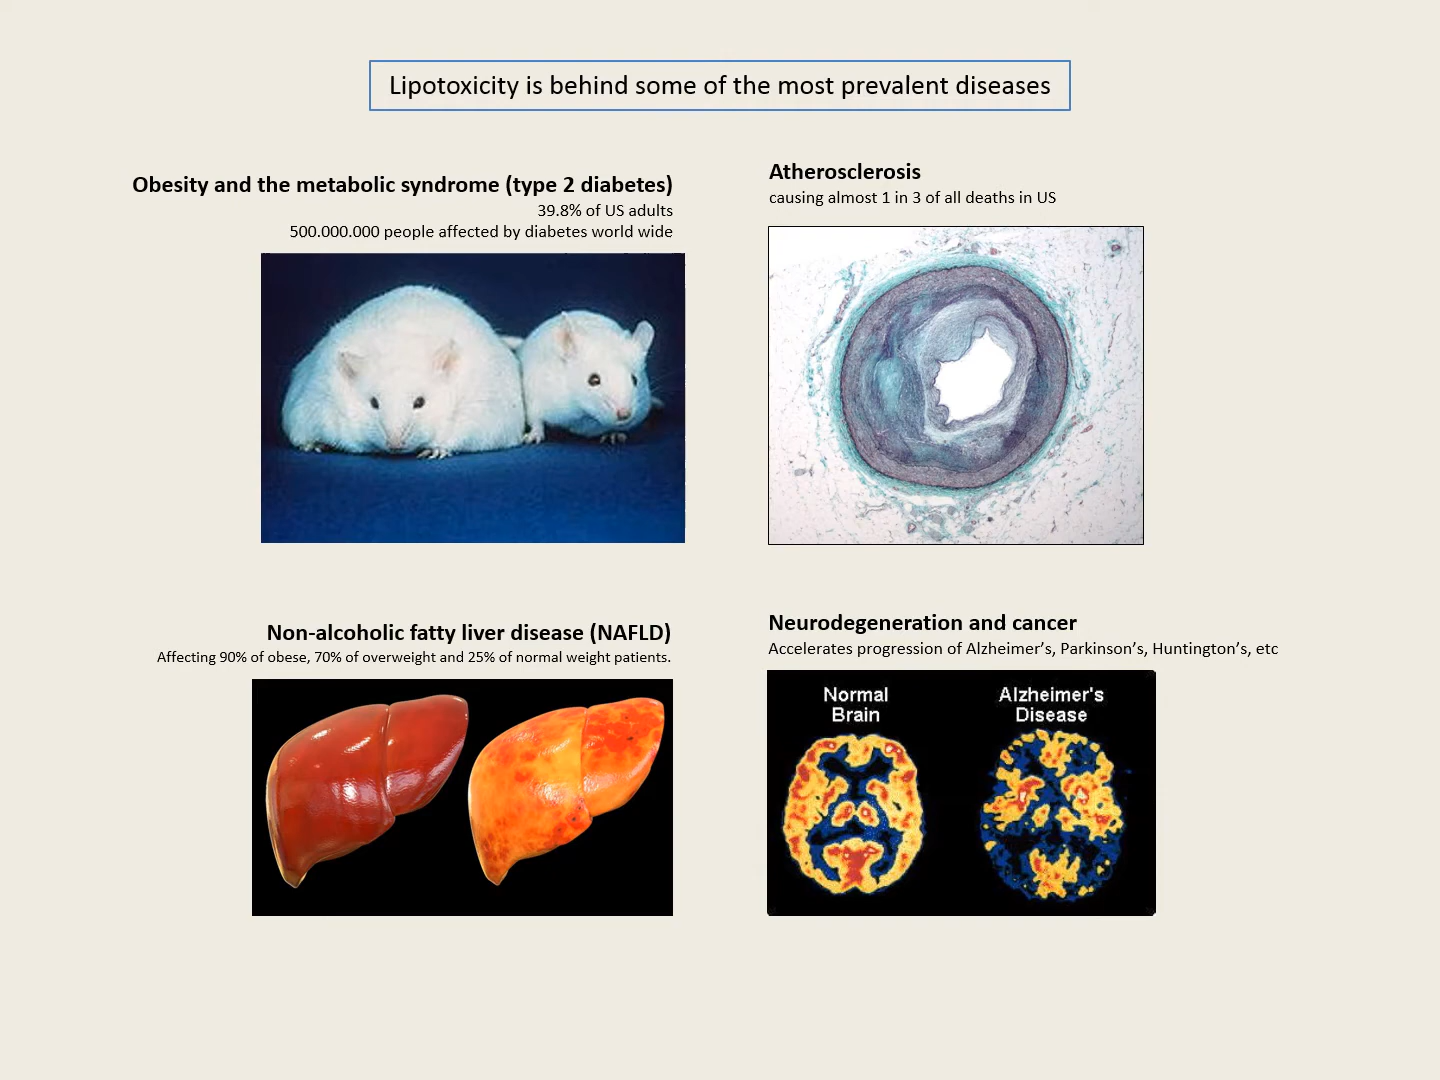 Lipotoxicity is behind some of the most prevalent diseases
Obesity and the metabolic syndrome (type 2 diabetes)
39.8% of US adults
500.000.000 people affected by diabetes world wide
Atherosclerosis
causing almost 1 in 3 of all deaths in US
Non-alcoholic fatty liver disease (NAFLD)
Affecting 90% of obese, 70% of overweight and 25% of normal weight patients.
Neurodegeneration and cancer
Accelerates progression of Alzheimer’s, Parkinson’s, Huntington’s, etc
Normal
Brain
Alzheimer's
Disease